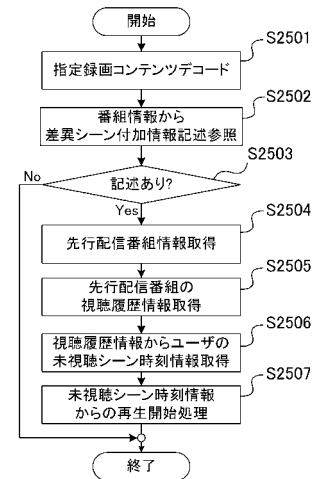 開始
S2501
指定録画コンテンツデコード
S2502
番組情報から
差異シーン付加情報記述参照
S2503
記述あり?
No
Yes
S2504
先行配信番組情報取得
S2505
先行配信番組の
視聴履歴情報取得
S2506
視聴履歴情報からユーザの
未視聴シーン時刻情報取得
S2507
未視聴シーン時刻情報
からの再生開始処理
終了